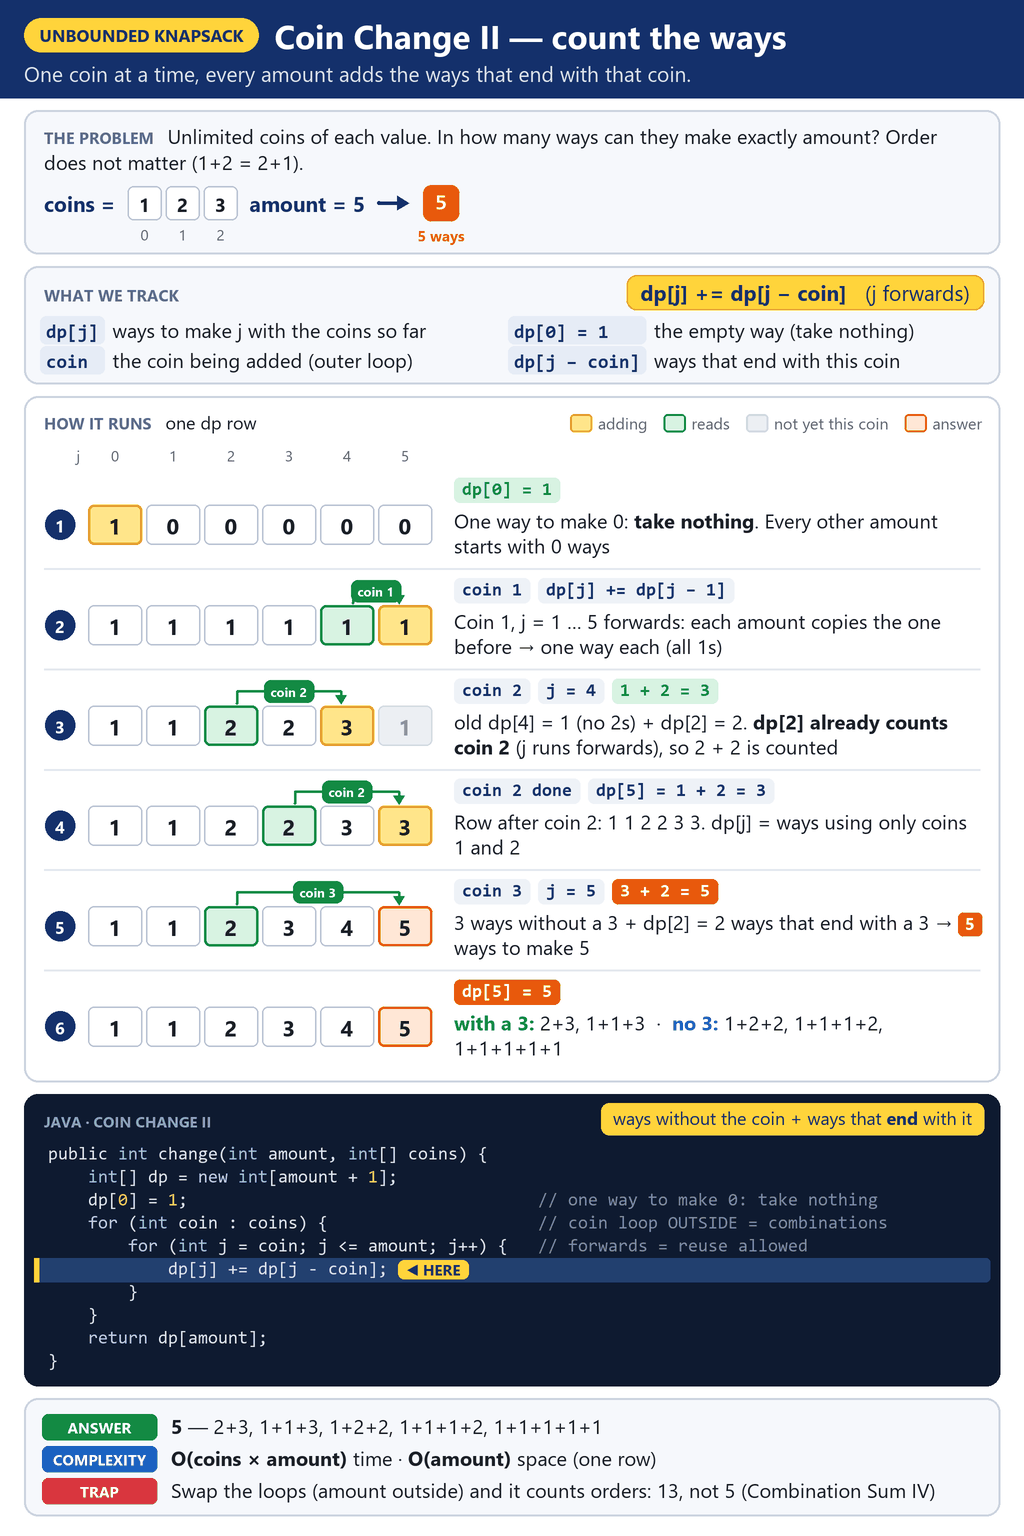 UNBOUNDED KNAPSACK Coin Change II — count the ways
One coin at a time, every amount adds the ways that end with that coin.
THE PROBLEM Unlimited coins of each value. In how many ways can they make exactly amount? Order
does not matter (1+2 = 2+1).
coins = 1 2 3 amount = 5 → 5
0 1 2 5 ways
WHAT WE TRACK dp[j] += dp[j − coin] (j forwards)
dp[j] ways to make j with the coins so far dp[0] = 1 the empty way (take nothing)
coin the coin being added (outer loop) dp[j − coin] ways that end with this coin
HOW IT RUNS one dp row adding reads not yet this coin answer
j 0 1 2 3 4 5
dp[0] = 1
1 1 0 0 0 0 0 One way to make 0: take nothing. Every other amount
starts with 0 ways
coin 1 coin 1 dp[j] += dp[j − 1]
2 1 1 1 1 1 1 Coin 1, j = 1 … 5 forwards: each amount copies the one
before → one way each (all 1s)
coin 2 coin 2 j = 4 1 + 2 = 3
3 1 1 2 2 3 1 old dp[4] = 1 (no 2s) + dp[2] = 2. dp[2] already counts
coin 2 (j runs forwards), so 2 + 2 is counted
coin 2 coin 2 done dp[5] = 1 + 2 = 3
4 1 1 2 2 3 3 Row after coin 2: 1 1 2 2 3 3. dp[j] = ways using only coins
1 and 2
coin 3 coin 3 j = 5 3 + 2 = 5
5 1 1 2 3 4 5 3 ways without a 3 + dp[2] = 2 ways that end with a 3 → 5
ways to make 5
dp[5] = 5
6 1 1 2 3 4 5 with a 3: 2+3, 1+1+3 · no 3: 1+2+2, 1+1+1+2,
1+1+1+1+1
JAVA · COIN CHANGE II ways without the coin + ways that end with it
public int change(int amount, int[] coins) {
int[] dp = new int[amount + 1];
dp[0] = 1; // one way to make 0: take nothing
for (int coin : coins) { // coin loop OUTSIDE = combinations
for (int j = coin; j <= amount; j++) { // forwards = reuse allowed
dp[j] += dp[j - coin]; ◀ HERE
}
}
return dp[amount];
}
ANSWER 5 — 2+3, 1+1+3, 1+2+2, 1+1+1+2, 1+1+1+1+1
COMPLEXITY O(coins × amount) time · O(amount) space (one row)
TRAP Swap the loops (amount outside) and it counts orders: 13, not 5 (Combination Sum IV)